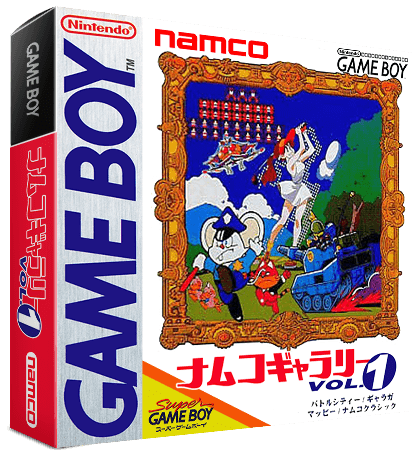 Nintendo
GAME BOY™
GAME BOY
ナムコギャラリー
VOL.1
namco
namco
Nintendo
GAME BOY
ナムコギャラリー
VOL.1
バトルシティー/ギャラガ
マッピー/ナムコクラシック
Super
GAME BOY
スーパーゲームボーイ